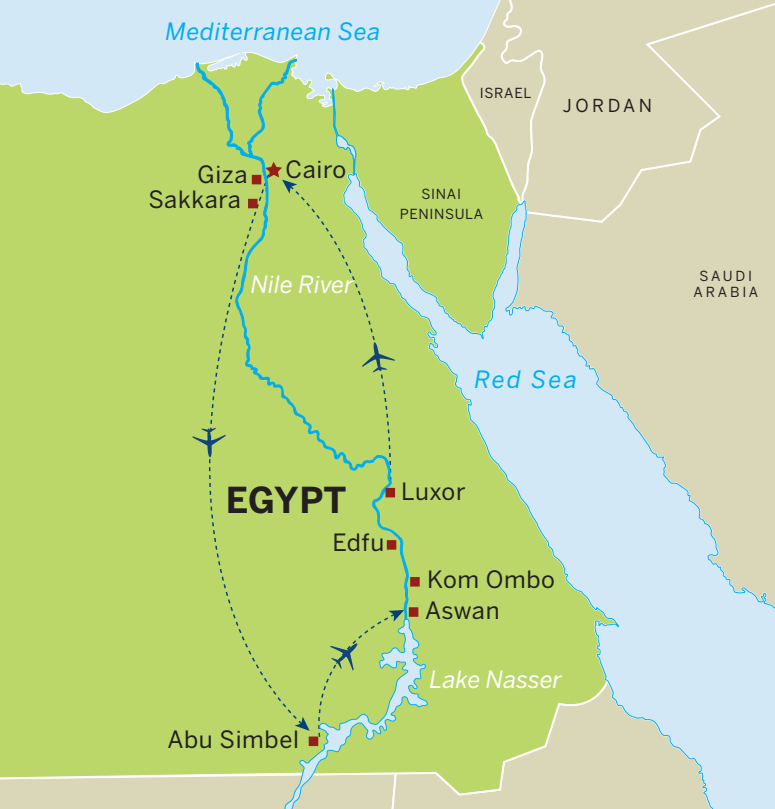 Mediterranean Sea
ISRAEL
JORDAN
Giza
Cairo
Sakkara
SINAI
PENINSULA
Nile River
SAUDI
ARABIA
Red Sea
EGYPT
Luxor
Edfu
Kom Ombo
Aswan
Lake Nasser
Abu Simbel